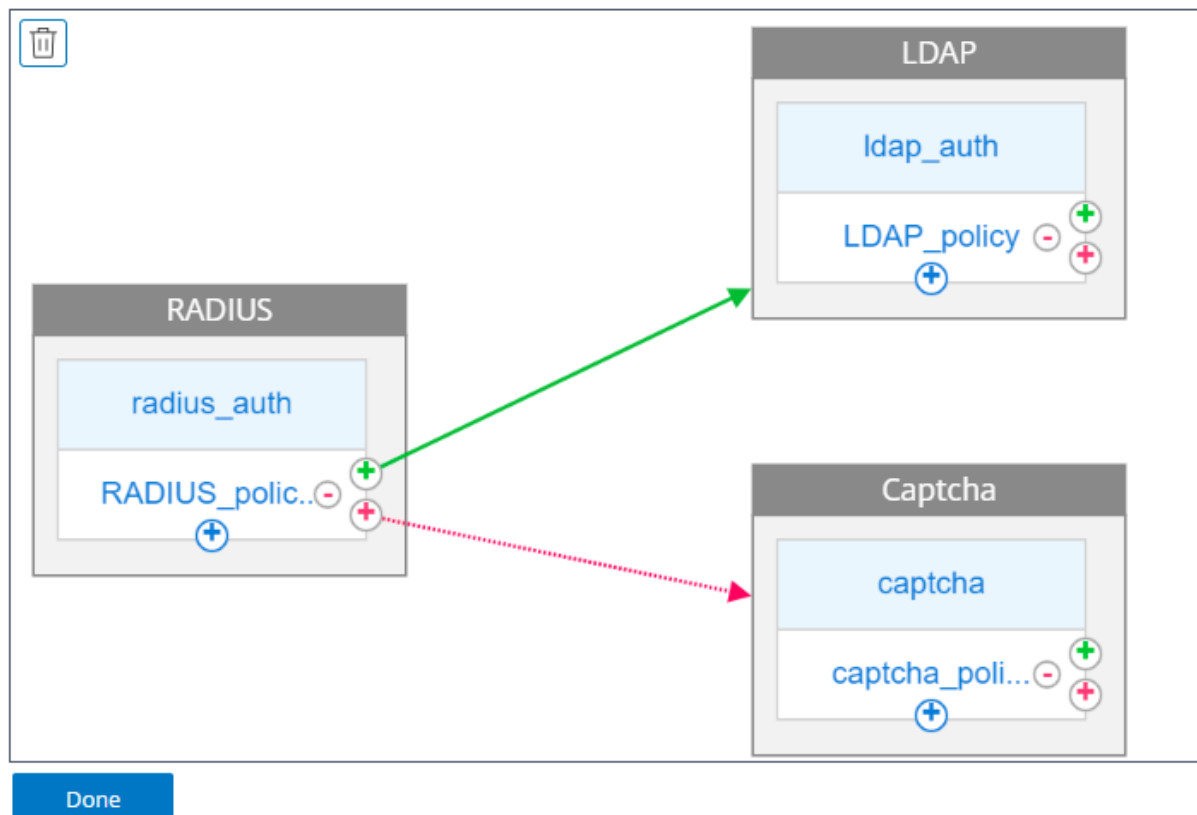 LDAP
ldap_auth
LDAP_policy
RADIUS
radius_auth
RADIUS_polic..
Captcha
captcha
captcha_poli...
Done